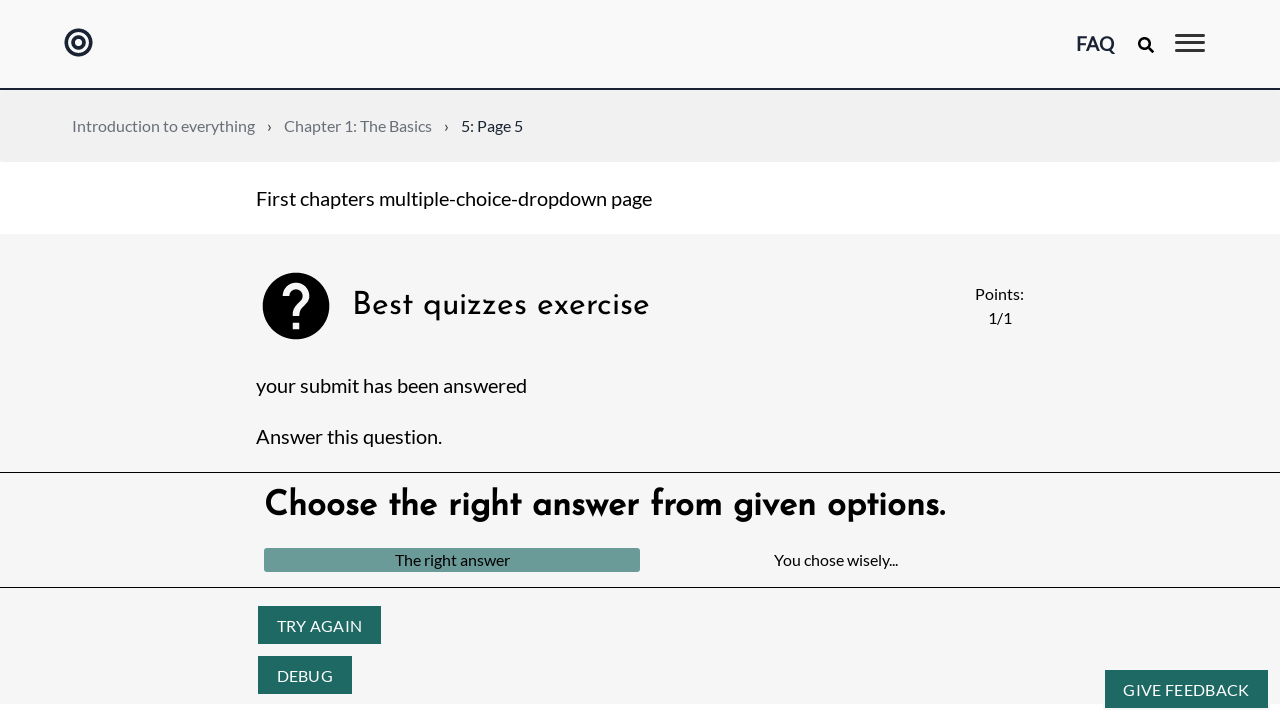 FAQ
Introduction to everything › Chapter 1: The Basics › 5: Page 5
First chapters multiple-choice-dropdown page
Best quizzes exercise
Points:
1/1
your submit has been answered
Answer this question.
Choose the right answer from given options.
The right answer
You chose wisely...
TRY AGAIN
DEBUG
GIVE FEEDBACK